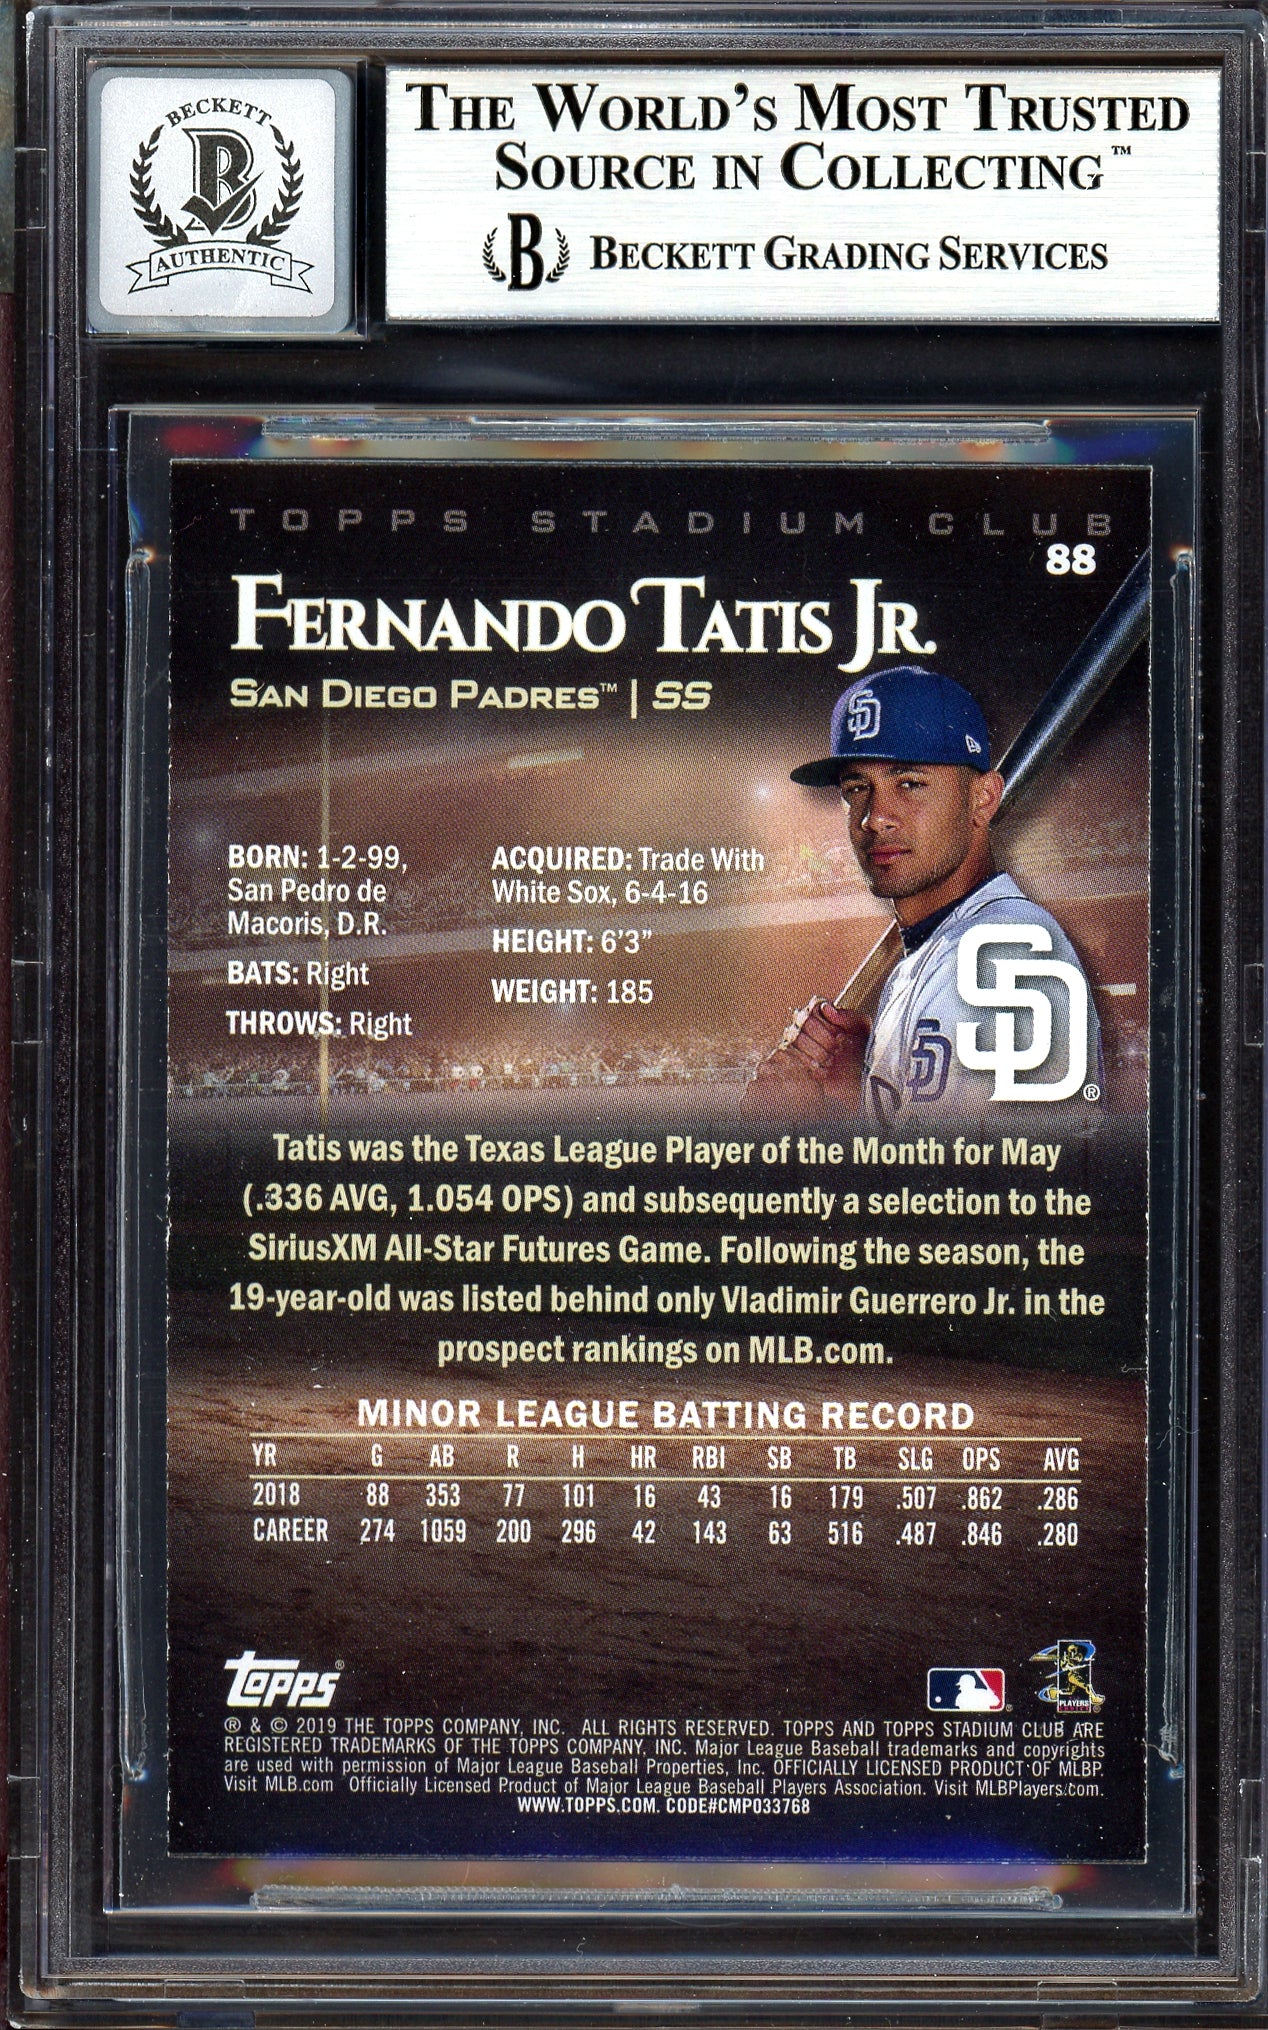 BECKETT
B
AUTHENTIC
THE WORLD'S MOST TRUSTED
SOURCE IN COLLECTING™
B BECKETT GRADING SERVICES
TOPPS STADIUM CLUB
88
FERNANDO TATIS JR.
SAN DIEGO PADRES™ | SS
SD
BORN: 1-2-99,
San Pedro de
Macoris, D.R.
BATS: Right
THROWS: Right
ACQUIRED: Trade With
White Sox, 6-4-16
HEIGHT: 6'3"
WEIGHT: 185
SD
SD®
Tatis was the Texas League Player of the Month for May
(.336 AVG, 1.054 OPS) and subsequently a selection to the
SiriusXM All-Star Futures Game. Following the season, the
19-year-old was listed behind only Vladimir Guerrero Jr. in the
prospect rankings on MLB.com.
MINOR LEAGUE BATTING RECORD
YR G AB R H HR RBI SB TB SLG OPS AVG
2018 88 353 77 101 16 43 16 179 .507 .862 .286
CAREER 274 1059 200 296 42 143 63 516 .487 .846 .280
topps®
PLAYERS
® & © 2019 THE TOPPS COMPANY, INC. ALL RIGHTS RESERVED. TOPPS AND TOPPS STADIUM CLUB ARE
REGISTERED TRADEMARKS OF THE TOPPS COMPANY, INC. Major League Baseball trademarks and copyrights
are used with permission of Major League Baseball Properties, Inc. OFFICIALLY LICENSED PRODUCT OF MLBP.
Visit MLB.com Officially Licensed Product of Major League Baseball Players Association. Visit MLBPlayers.com.
WWW.TOPPS.COM. CODE#CMP033768